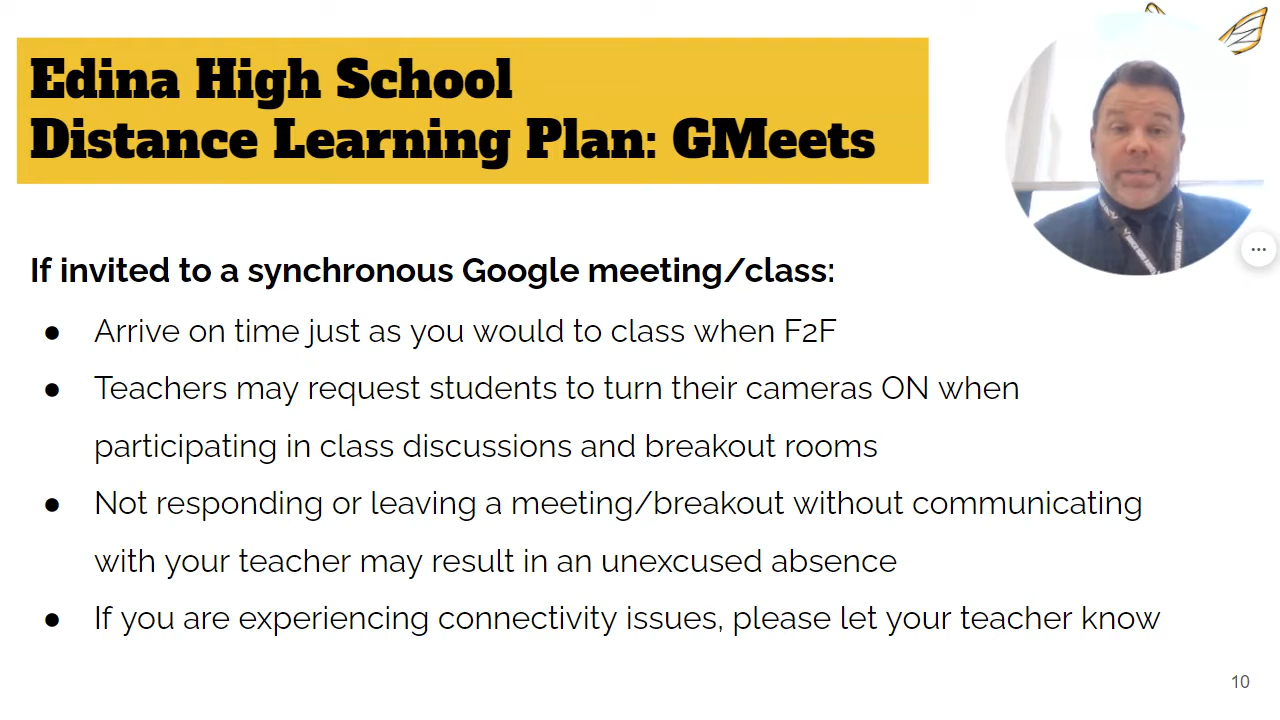 Edina High School
Distance Learning Plan: GMeets
If invited to a synchronous Google meeting/class:
● Arrive on time just as you would to class when F2F
● Teachers may request students to turn their cameras ON when
participating in class discussions and breakout rooms
● Not responding or leaving a meeting/breakout without communicating
with your teacher may result in an unexcused absence
● If you are experiencing connectivity issues, please let your teacher know
10